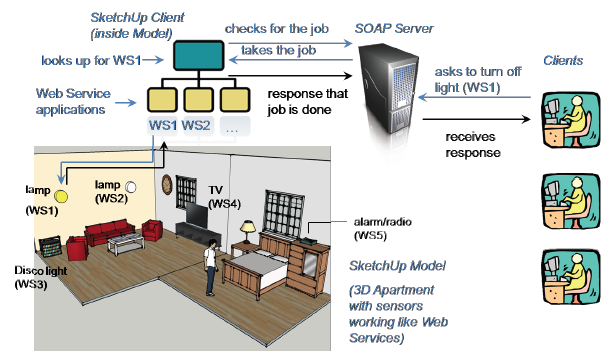 SketchUp Client
(inside Model)
checks for the job
SOAP Server
looks up for WS1
takes the job
asks to turn off
light (WS1)
Clients
Web Service
applications
response that
job is done
WS1
WS2
...
receives
response
lamp
(WS1)
lamp
(WS2)
TV
(WS4)
alarm/radio
(WS5)
Disco light
(WS3)
SketchUp Model
(3D Apartment
with sensors
working like Web
Services)